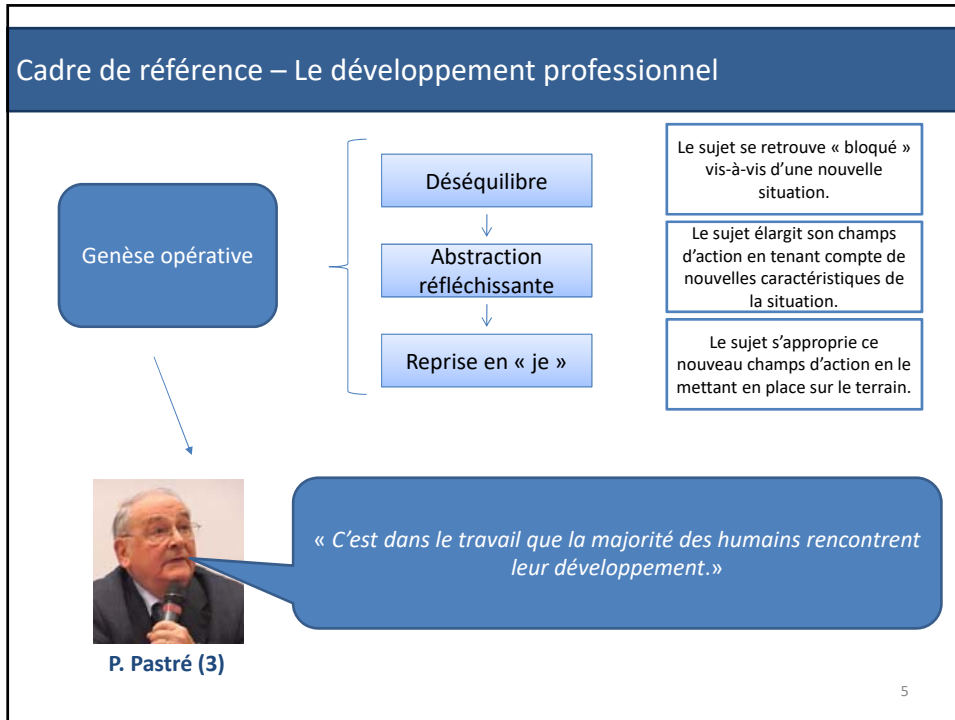 Cadre de référence – Le développement professionnel
Genèse opérative
Déséquilibre
Abstraction
réfléchissante
Reprise en « je »
Le sujet se retrouve « bloqué »
vis-à-vis d’une nouvelle
situation.
Le sujet élargit son champs
d’action en tenant compte de
nouvelles caractéristiques de
la situation.
Le sujet s’approprie ce
nouveau champs d’action en le
mettant en place sur le terrain.
« C’est dans le travail que la majorité des humains rencontrent
leur développement.»
P. Pastré (3)
5